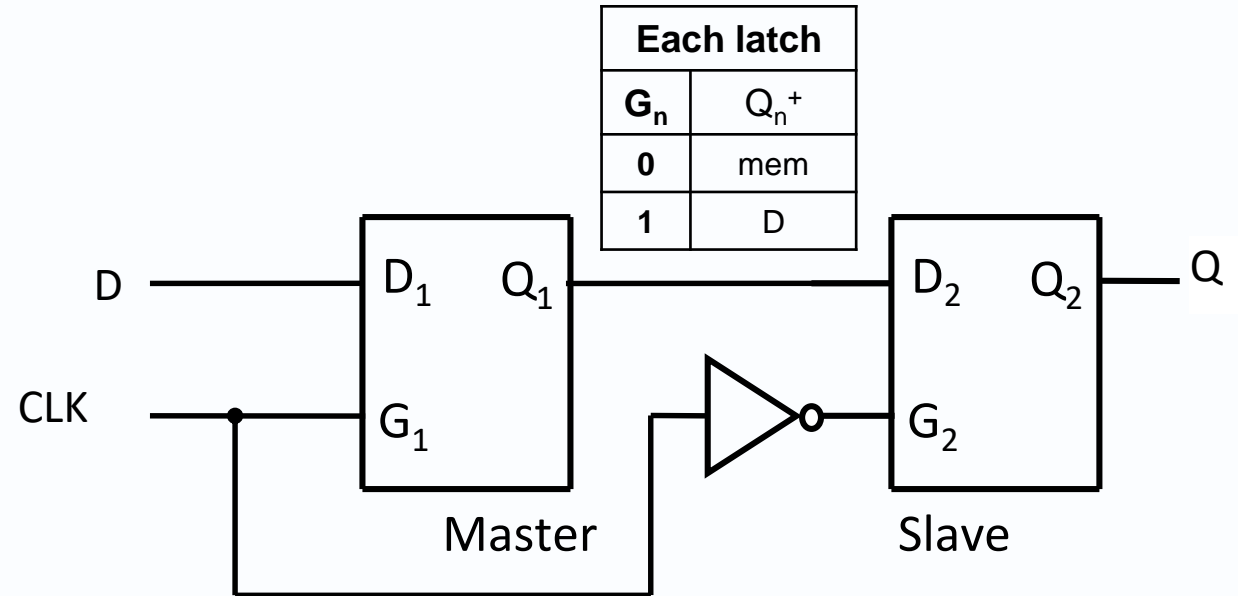 Each latch
Gn Qn+
0 mem
1 D
D D1 Q1 D2 Q2 Q
CLK G1 G2
Master Slave